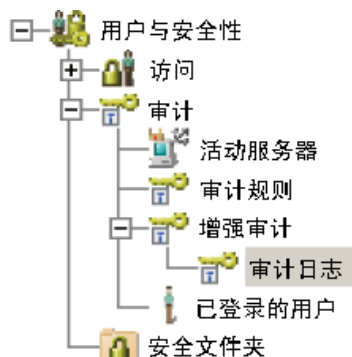 用户与安全性
访问
审计
活动服务器
审计规则
增强审计
审计日志
已登录的用户
安全文件夹